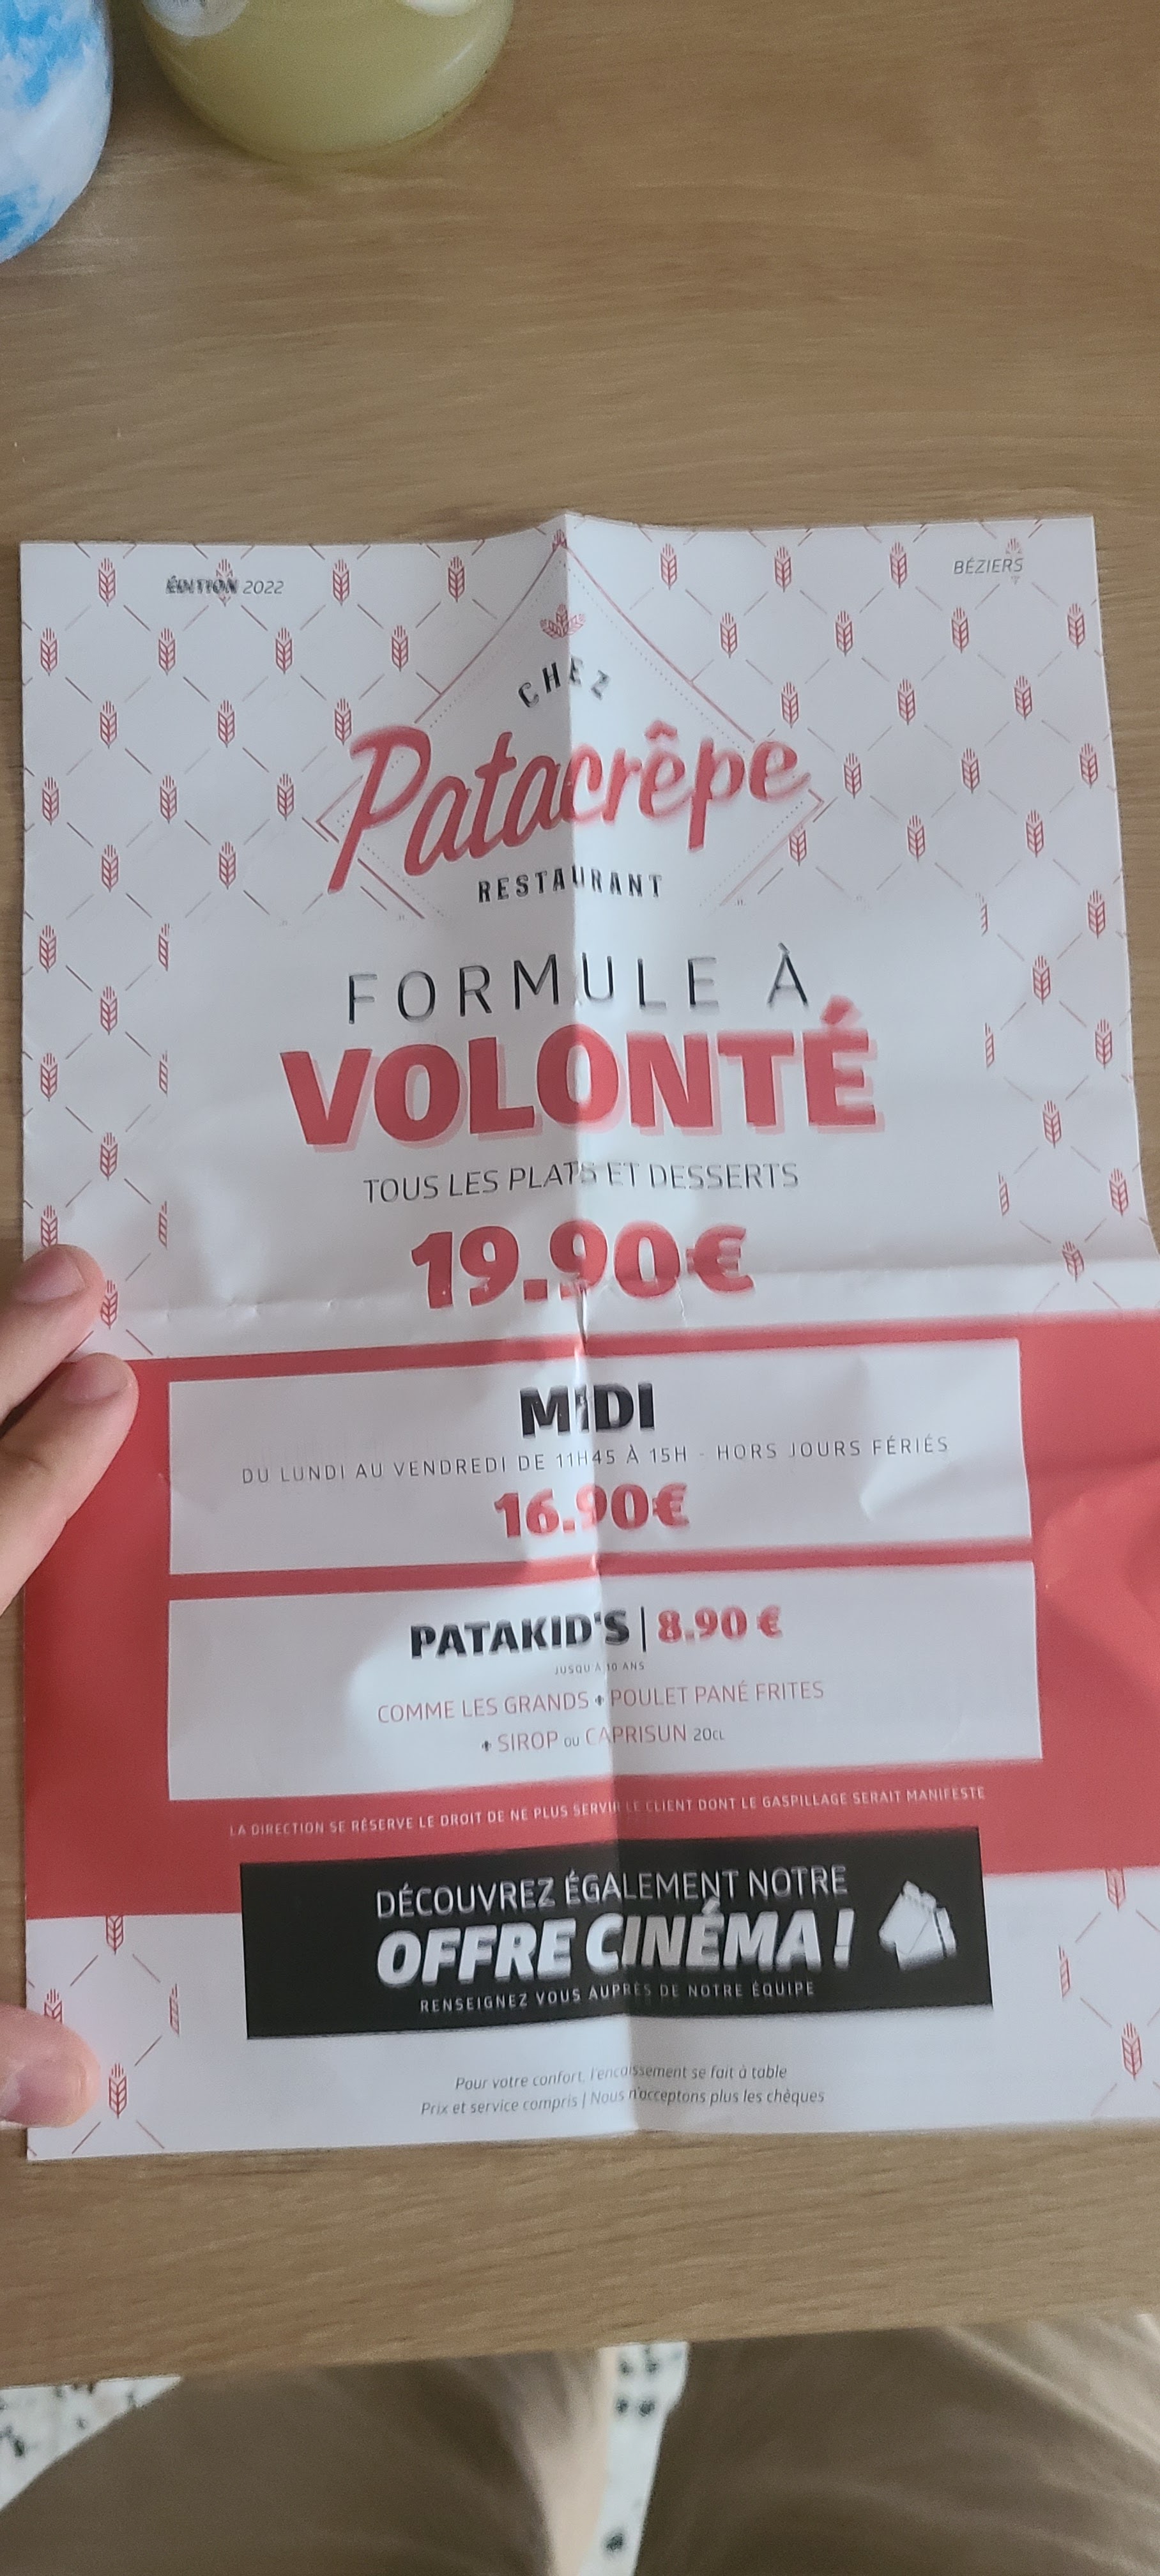 ÉDITION 2022
BÉZIERS
CHEZ
Patacrêpe
RESTAURANT
FORMULE À
VOLONTÉ
TOUS LES PLATS ET DESSERTS
19.90€
MIDI
DU LUNDI AU VENDREDI DE 11H45 À 15H - HORS JOURS FÉRIÉS
16.90€
PATAKID'S | 8.90 €
JUSQU'À 10 ANS
COMME LES GRANDS + POULET PANÉ FRITES
+ SIROP OU CAPRISUN 20CL
LA DIRECTION SE RÉSERVE LE DROIT DE NE PLUS SERVIR LE CLIENT DONT LE GASPILLAGE SERAIT MANIFESTE
DÉCOUVREZ ÉGALEMENT NOTRE
OFFRE CINÉMA !
RENSEIGNEZ VOUS AUPRÈS DE NOTRE ÉQUIPE
Pour votre confort, l'encaissement se fait à table
Prix et service compris | Nous n'acceptons plus les chèques